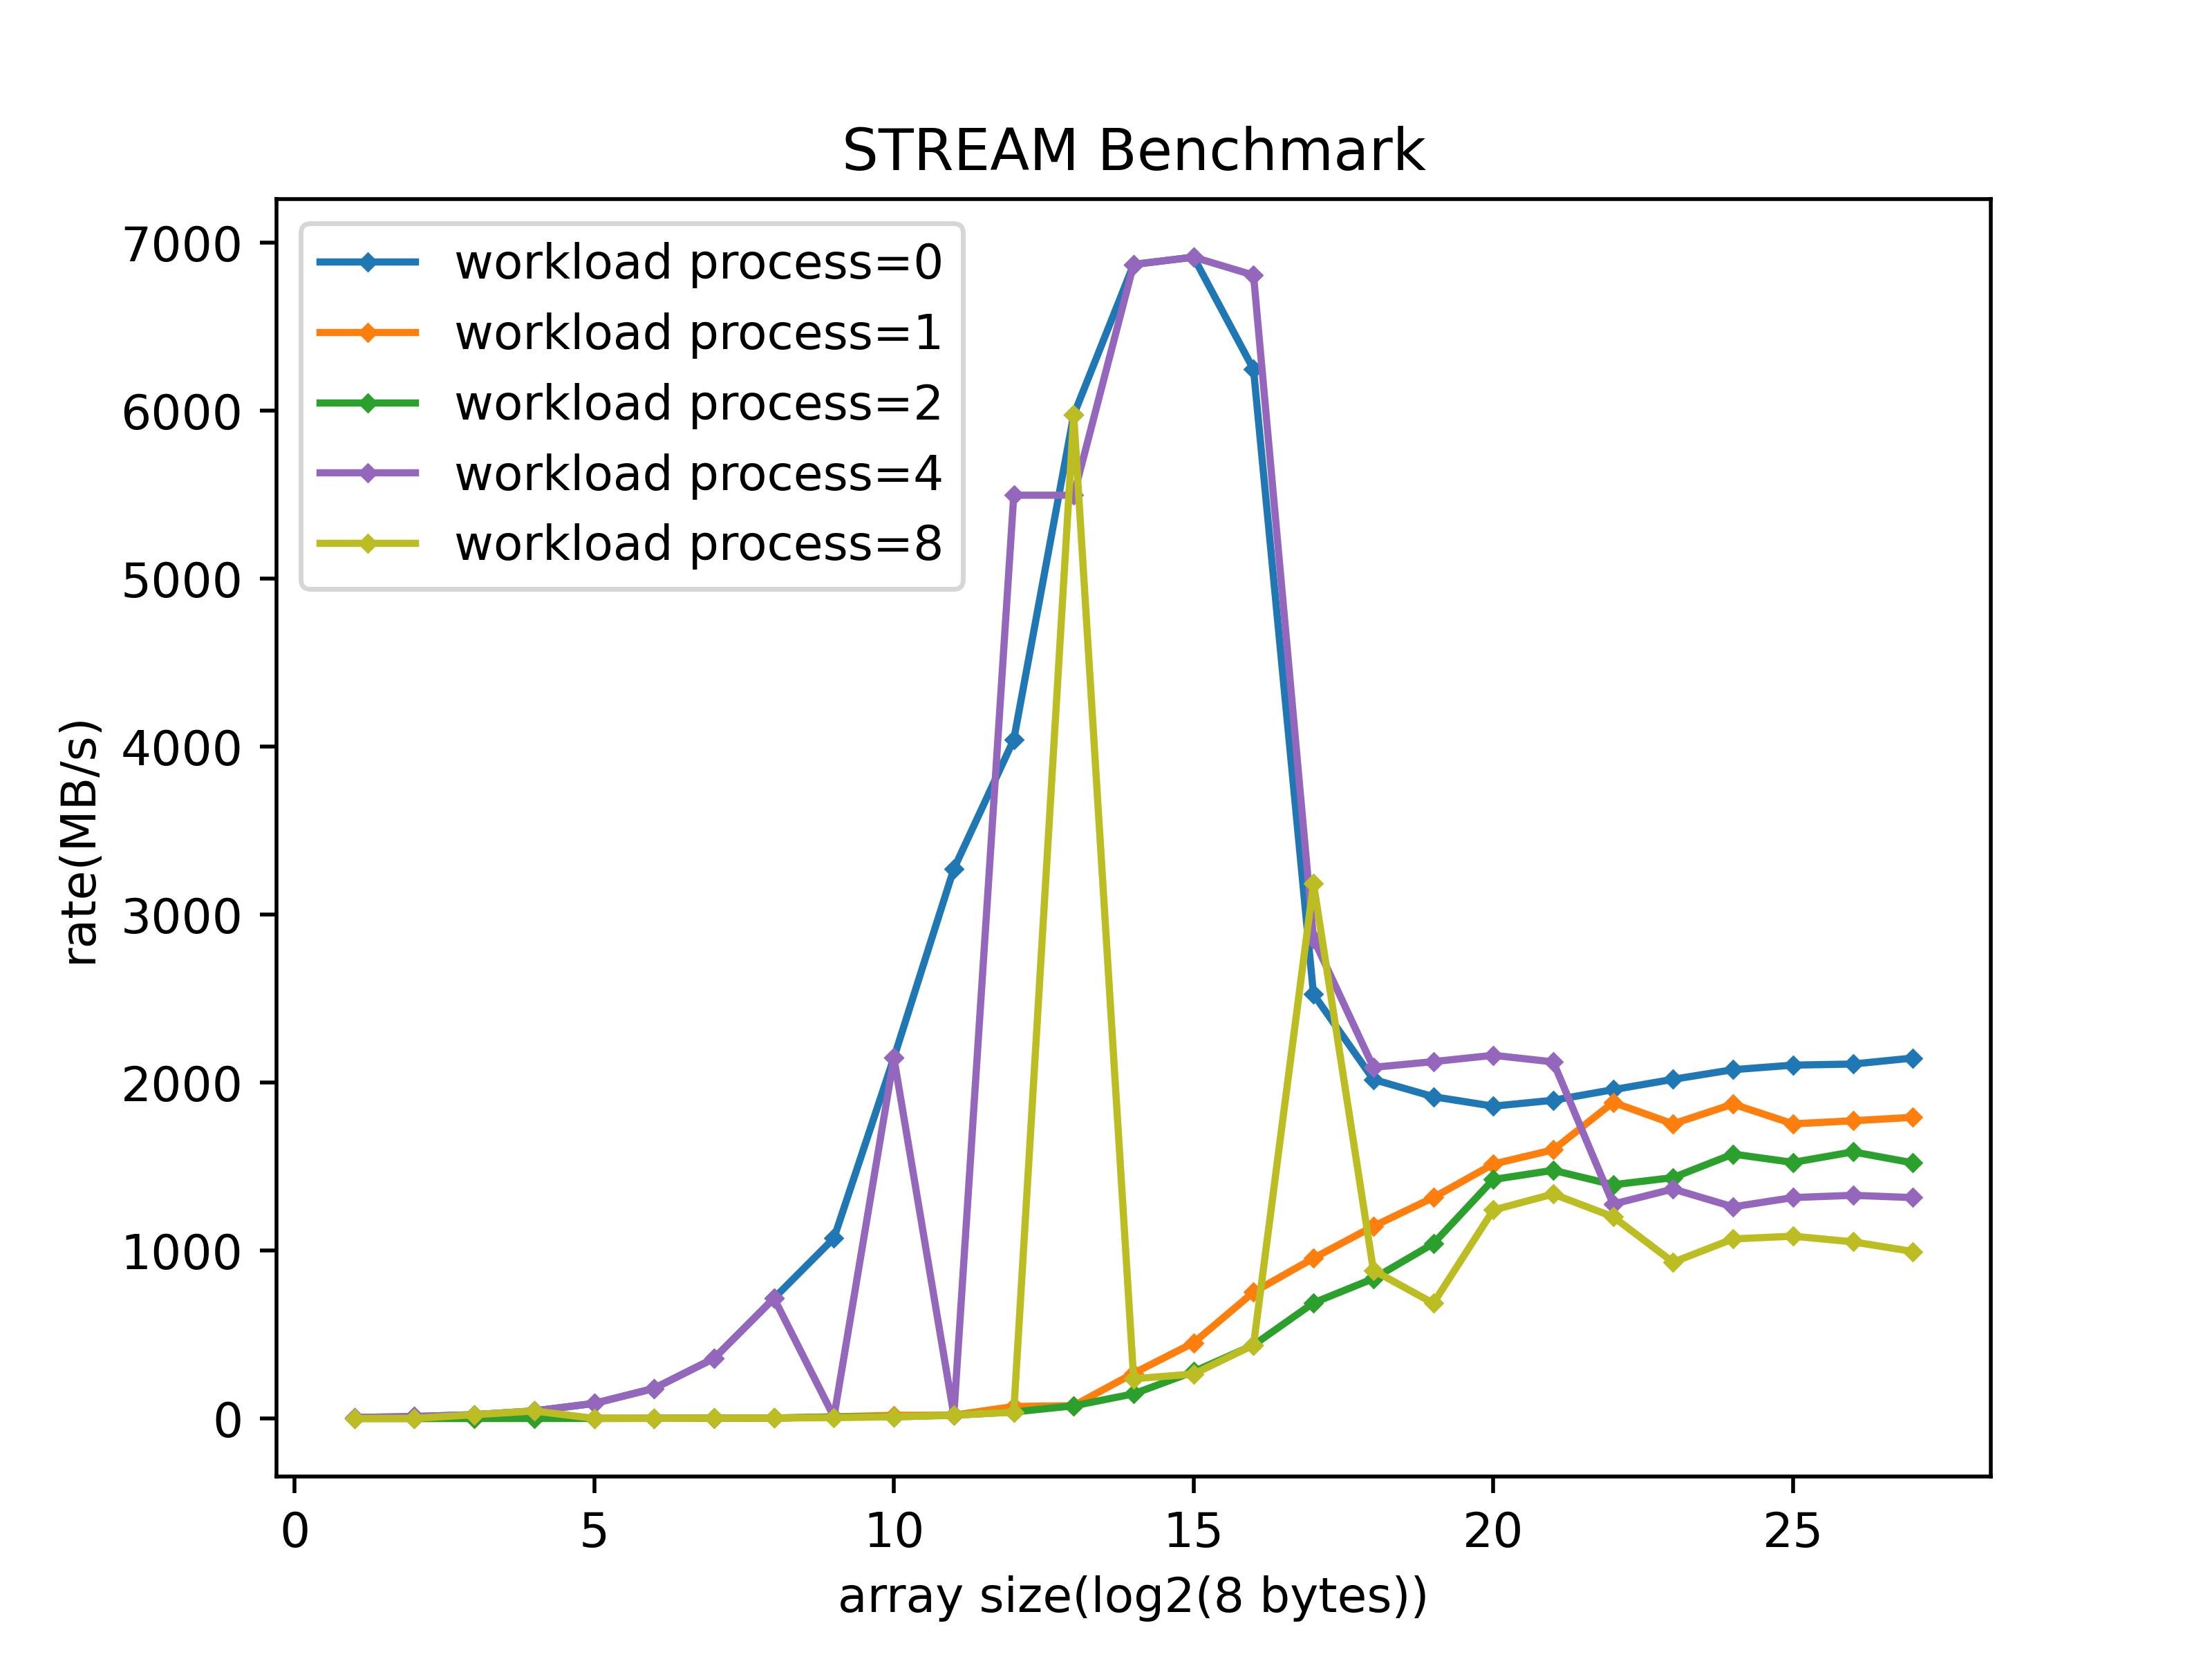 STREAM Benchmark
7000
6000
5000
4000
3000
2000
1000
0
rate(MB/s)
workload process=0
workload process=1
workload process=2
workload process=4
workload process=8
0 5 10 15 20 25
array size(log2(8 bytes))